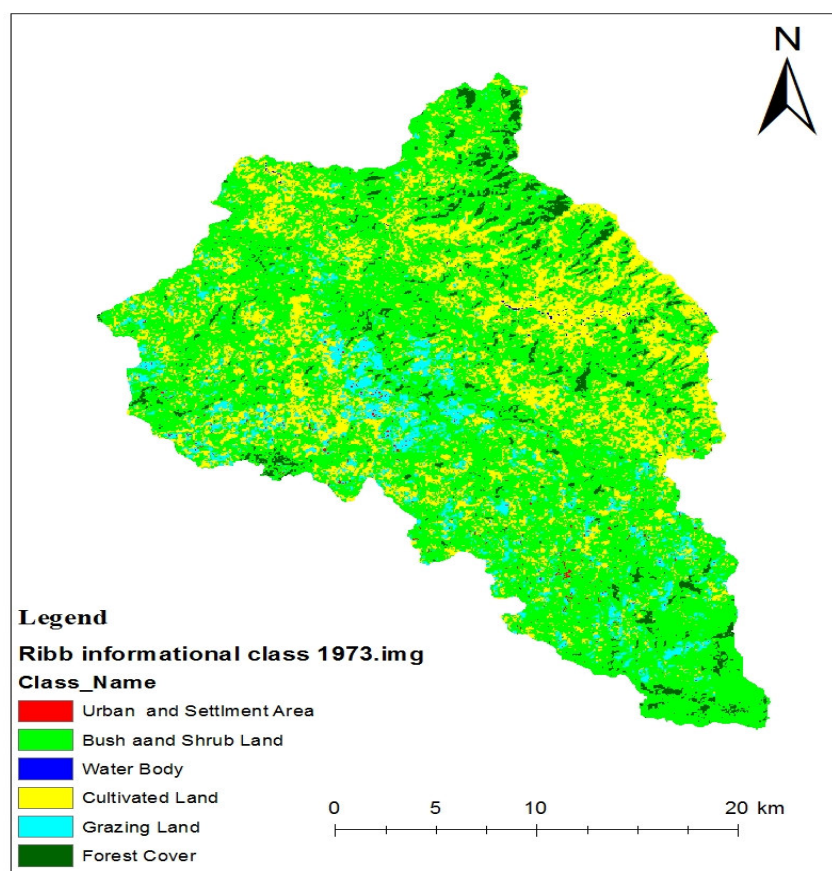 N
Legend
Ribb informational class 1973.img
Class_Name
Urban and Settlment Area
Bush aand Shrub Land
Water Body
Cultivated Land
Grazing Land
Forest Cover
0 5 10 20 km